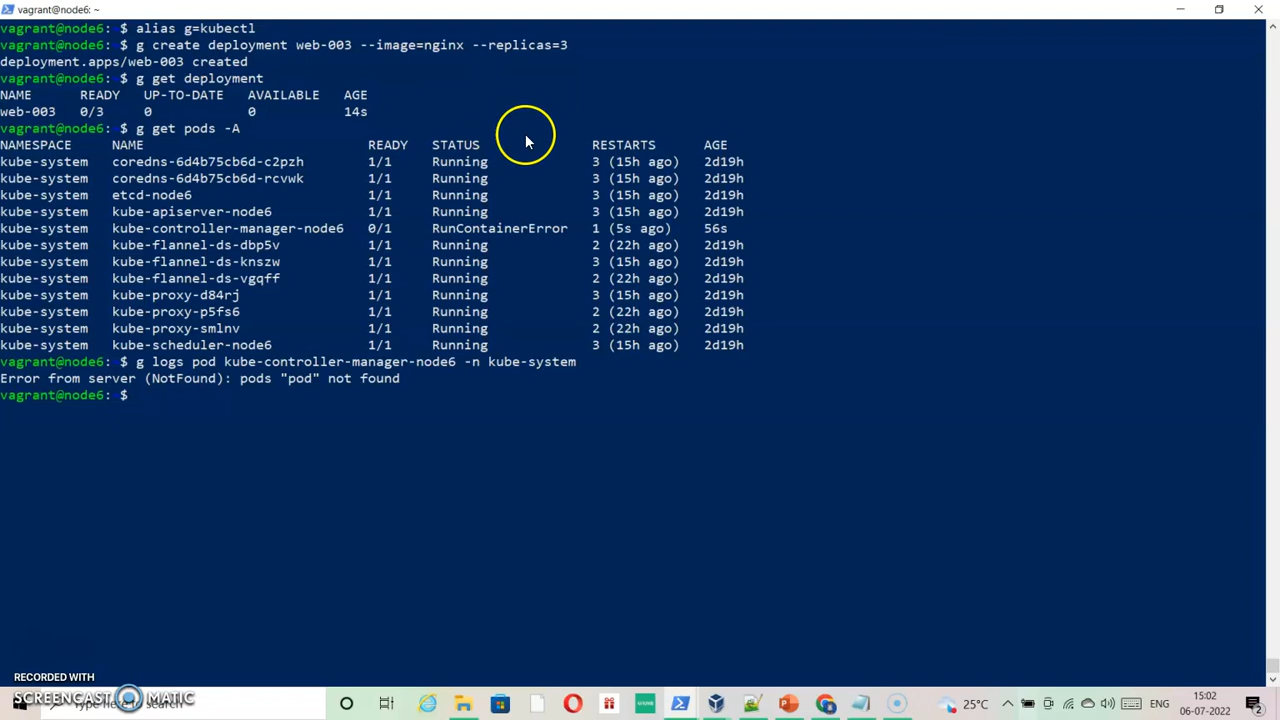 vagrant@node6: ~
vagrant@node6: $ alias g=kubectl
vagrant@node6: $ g create deployment web-003 --image=nginx --replicas=3
deployment.apps/web-003 created
vagrant@node6: $ g get deployment
NAME READY UP-TO-DATE AVAILABLE AGE
web-003 0/3 0 0 14s
vagrant@node6: $ g get pods -A
NAMESPACE NAME READY STATUS RESTARTS AGE
kube-system coredns-6d4b75cb6d-c2pzh 1/1 Running 3 (15h ago) 2d19h
kube-system coredns-6d4b75cb6d-rcvwk 1/1 Running 3 (15h ago) 2d19h
kube-system etcd-node6 1/1 Running 3 (15h ago) 2d19h
kube-system kube-apiserver-node6 1/1 Running 3 (15h ago) 2d19h
kube-system kube-controller-manager-node6 0/1 RunContainerError 1 (5s ago) 56s
kube-system kube-flannel-ds-dbp5v 1/1 Running 2 (22h ago) 2d19h
kube-system kube-flannel-ds-knszw 1/1 Running 3 (15h ago) 2d19h
kube-system kube-flannel-ds-vgqff 1/1 Running 2 (22h ago) 2d19h
kube-system kube-proxy-d84rj 1/1 Running 3 (15h ago) 2d19h
kube-system kube-proxy-p5fs6 1/1 Running 2 (22h ago) 2d19h
kube-system kube-proxy-smlnv 1/1 Running 2 (22h ago) 2d19h
kube-system kube-scheduler-node6 1/1 Running 3 (15h ago) 2d19h
vagrant@node6: $ g logs pod kube-controller-manager-node6 -n kube-system
Error from server (NotFound): pods "pod" not found
vagrant@node6: $
RECORDED WITH
SCREENCAST MATIC
25°C ENG 15:02
06-07-2022 2